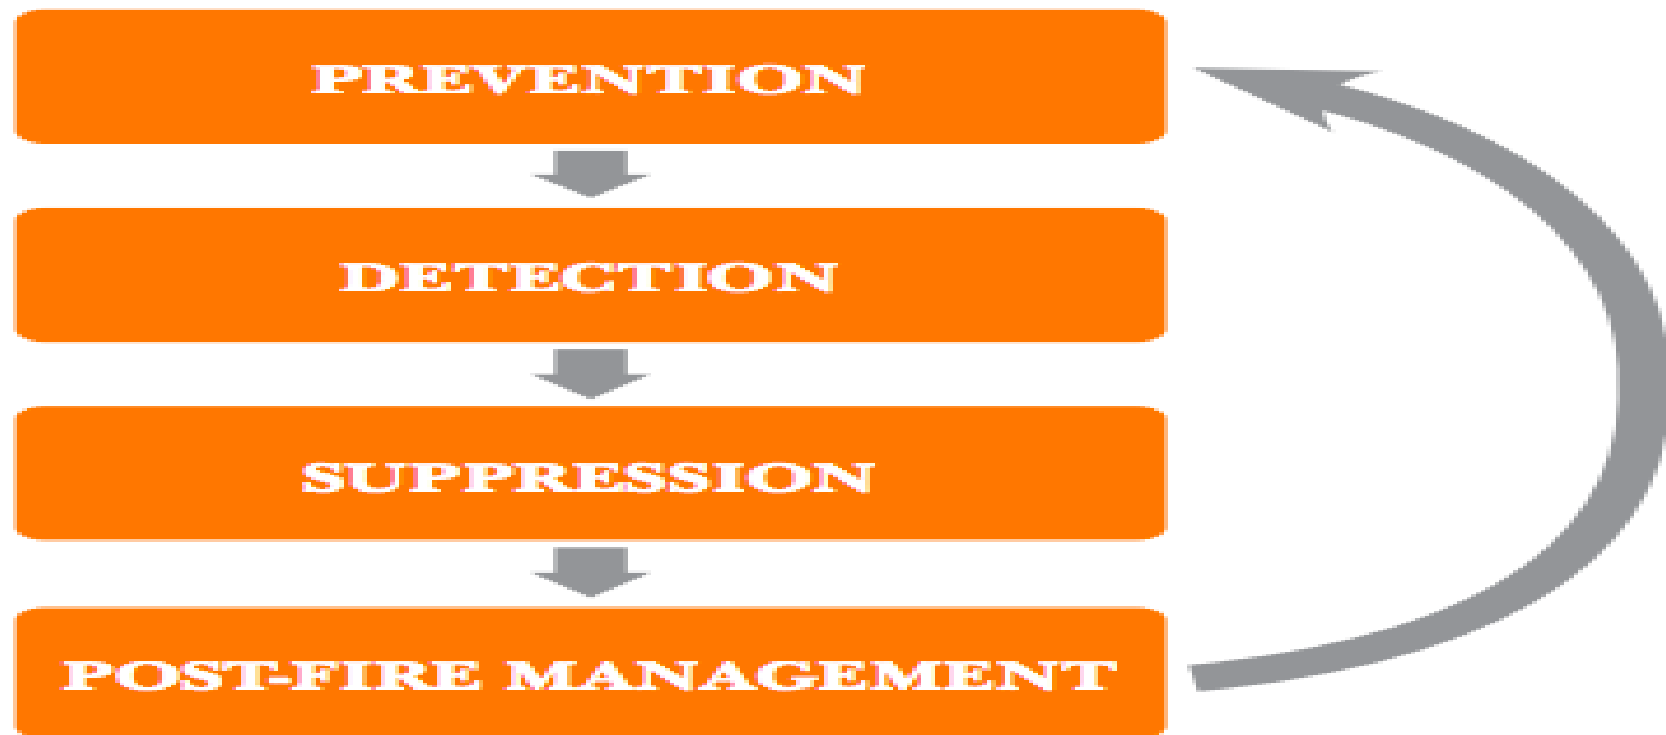 PREVENTION
DETECTION
SUPPRESSION
POST-FIRE MANAGEMENT